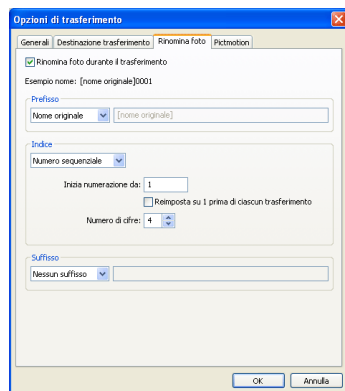 Opzioni di trasferimento
Generali Destinazione trasferimento Rinomina foto Pictmotion
Rinomina foto durante il trasferimento
Esempio nome: [nome originale]0001
Prefisso
Nome originale [nome originale]
Indice
Numero sequenziale
Inizia numerazione da: 1
Reimposta su 1 prima di ciascun trasferimento
Numero di cifre: 4
Suffisso
Nessun suffisso
OK Annulla